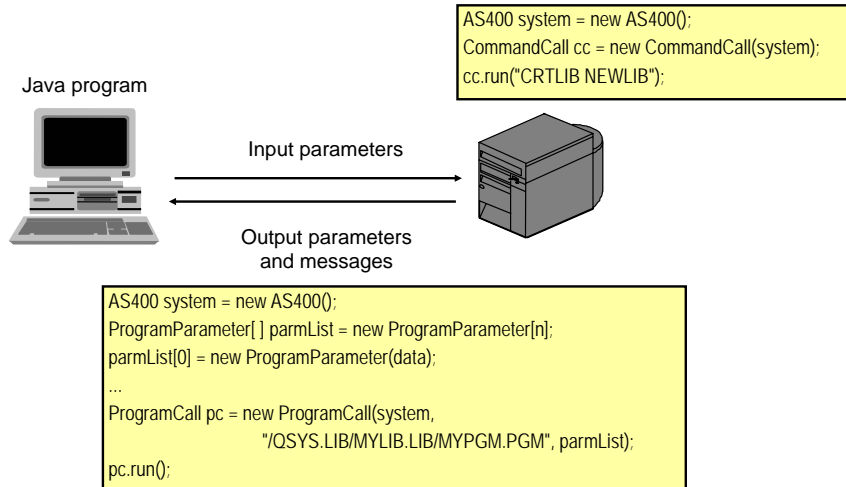 AS400 system = new AS400();
CommandCall cc = new CommandCall(system);
cc.run("CRTLIB NEWLIB");
Java program
Input parameters
Output parameters
and messages
AS400 system = new AS400();
ProgramParameter[ ] parmList = new ProgramParameter[n];
parmList[0] = new ProgramParameter(data);
...
ProgramCall pc = new ProgramCall(system,
"/QSYS.LIB/MYLIB.LIB/MYPGM.PGM", parmList);
pc.run();